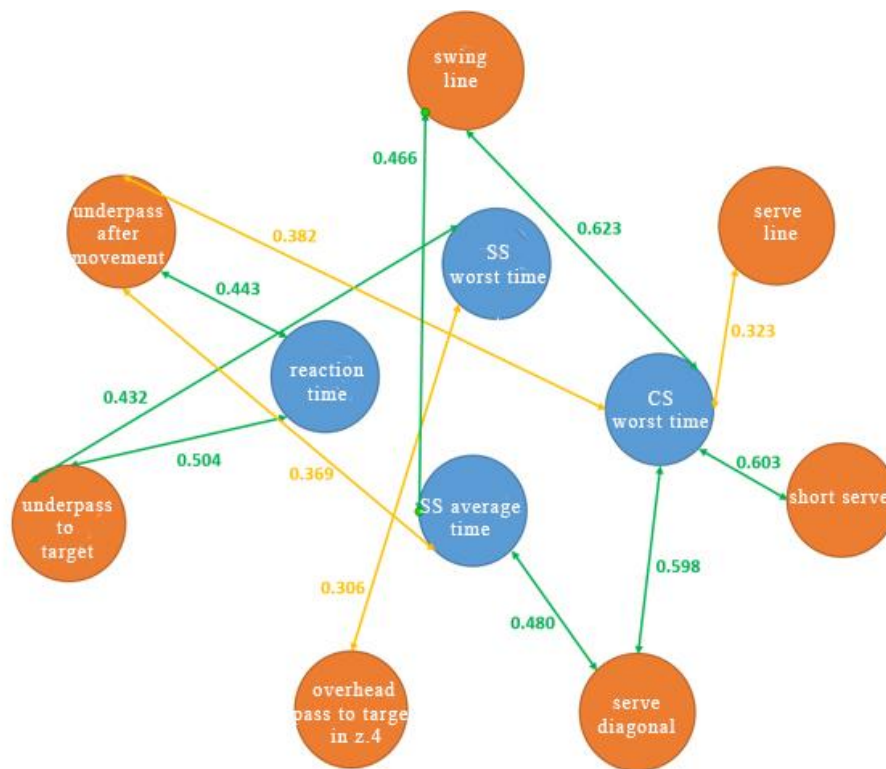 swing
line
0.466
underpass
after
movement
0.382
SS
worst time
0.623
serve
line
0.443
reaction
time
0.323
0.432
CS
worst time
0.504
0.369
0.603
underpass
to
target
SS average
time
short serve
0.306
0.480
0.598
overhead
pass to target
in z.4
serve
diagonal